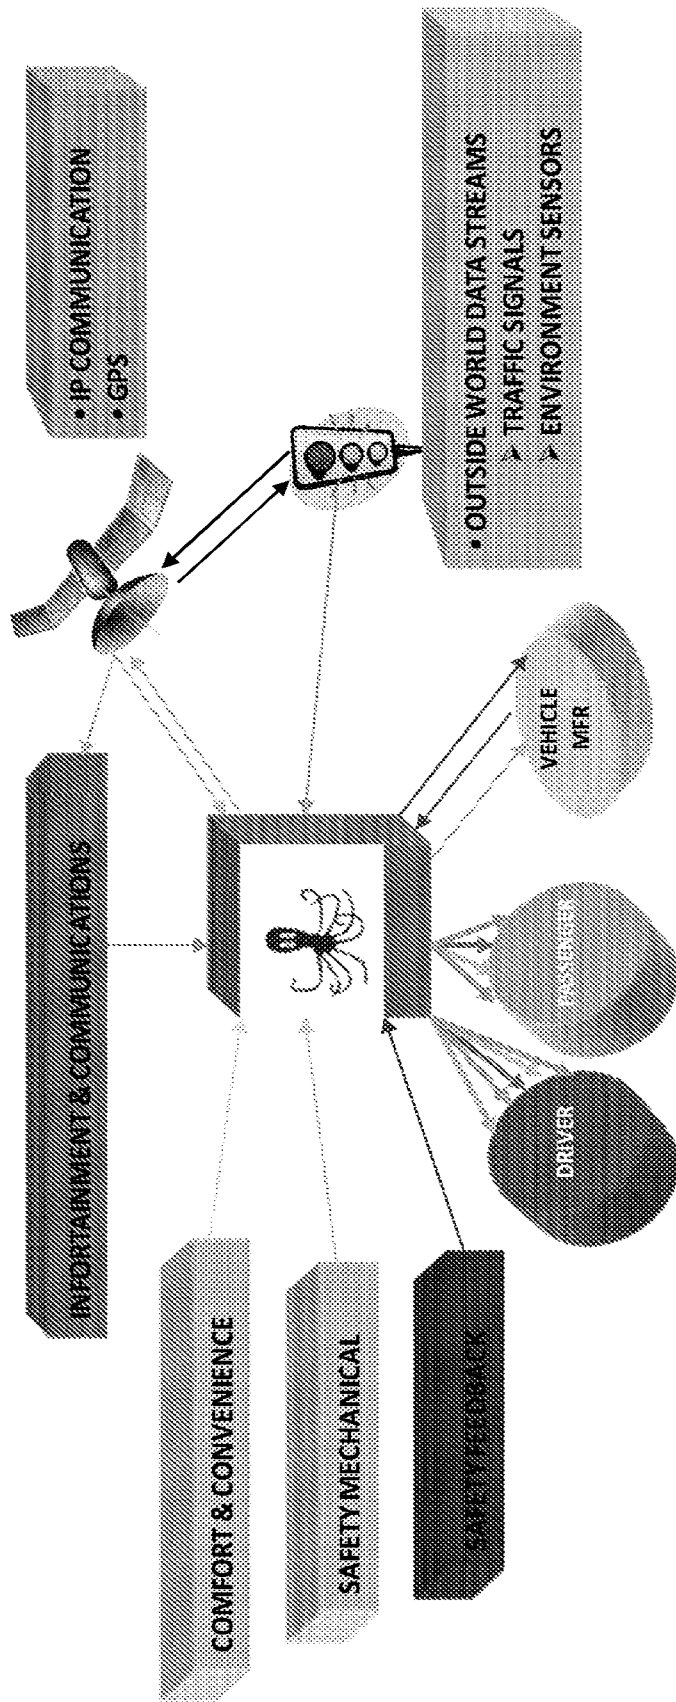 INFORTAINMENT & COMMUNICATIONS
• IP COMMUNICATION
• GPS
COMFORT & CONVENIENCE
SAFETY MECHANICAL
SAFETY FEEDBACK
DRIVER
PASSENGER
VEHICLE
MFR
• OUTSIDE WORLD DATA STREAMS
➢ TRAFFIC SIGNALS
➢ ENVIRONMENT SENSORS